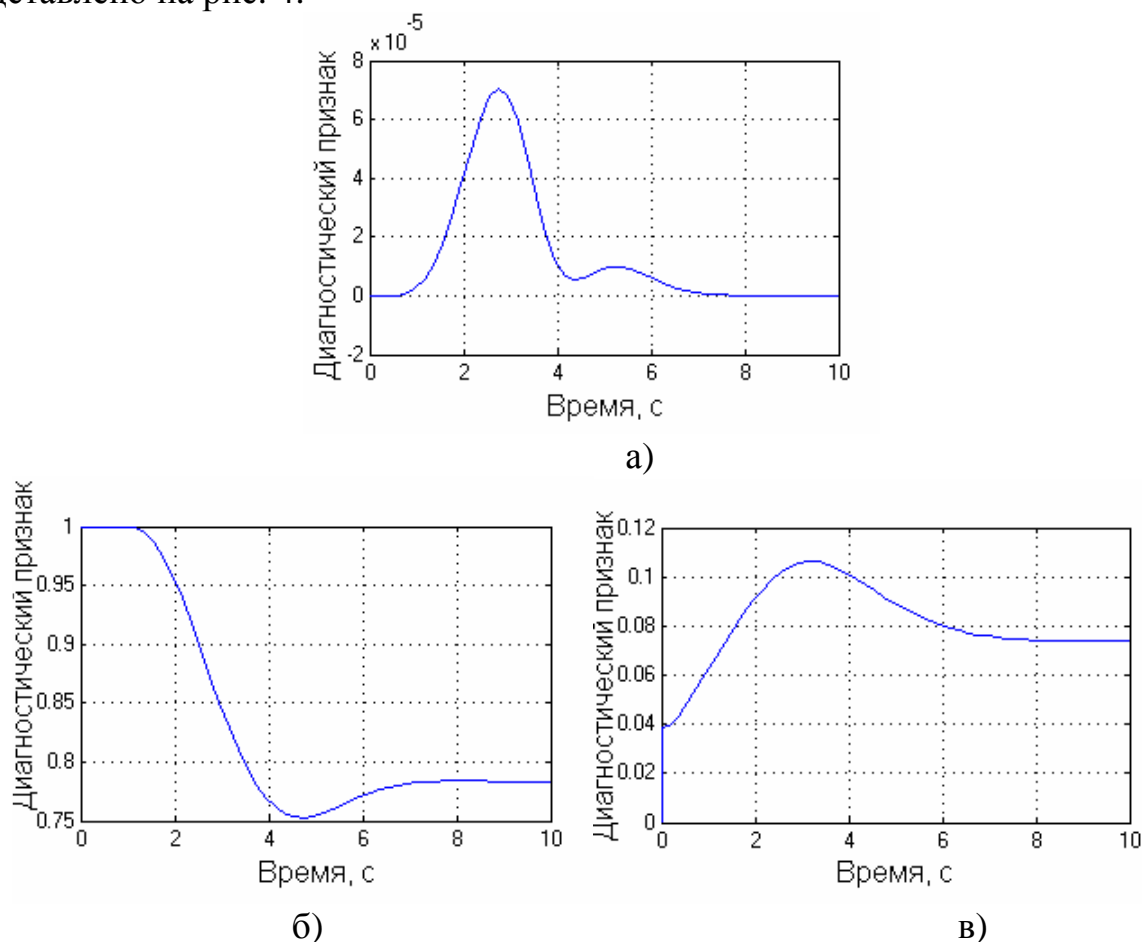 дставлено на рис. 4.
x 10^-5
Диагностический признак
8
6
4
2
0
-2
0 2 4 6 8 10
Время, с
а)
Диагностический признак
1
0.95
0.9
0.85
0.8
0.75
0 2 4 6 8 10
Время, с
б)
Диагностический признак
0.12
0.1
0.08
0.06
0.04
0.02
0
0 2 4 6 8 10
Время, с
в)